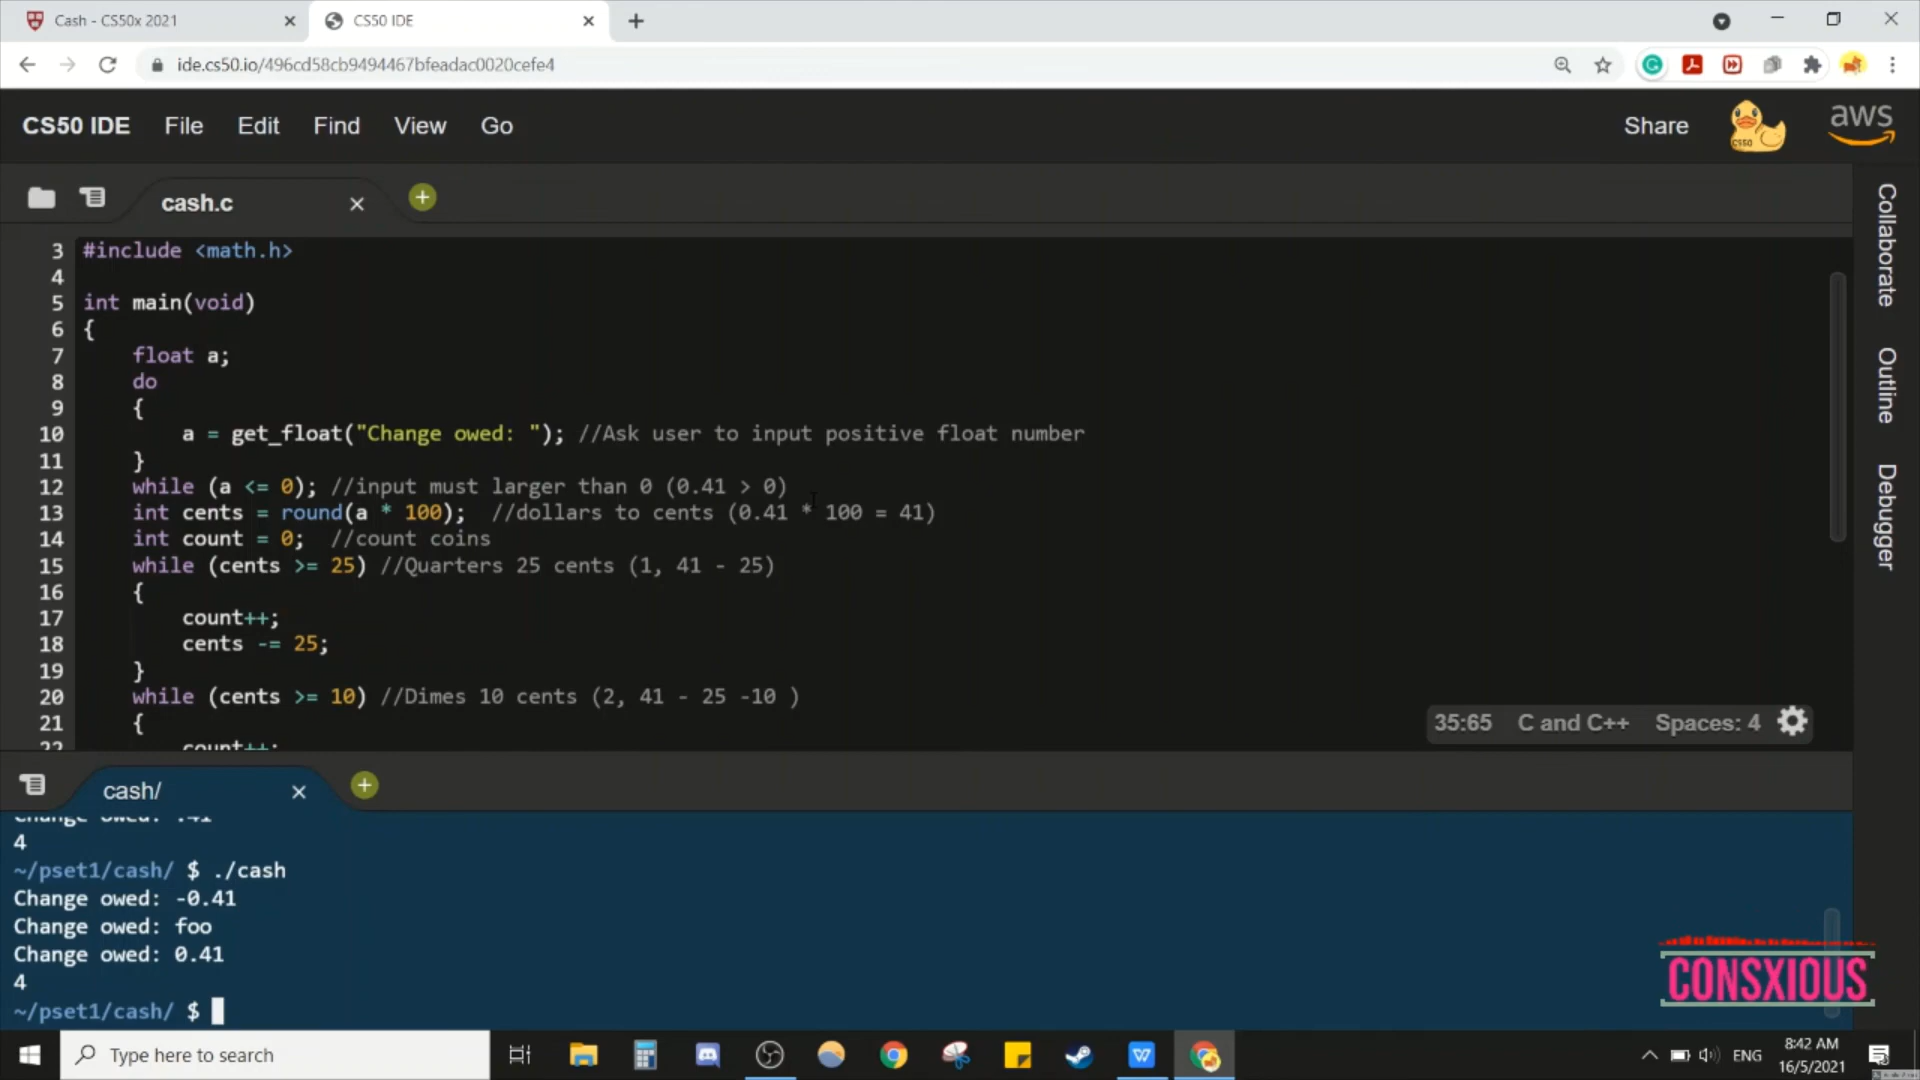 Cash - CS50x 2021
CS50 IDE
ide.cs50.io/496cd58cb9494467bfeadac0020cefe4
CS50 IDE File Edit Find View Go Share
CS50
aws
cash.c
3 #include <math.h>
4
5 int main(void)
6 {
7 float a;
8 do
9 {
10 a = get_float("Change owed: "); //Ask user to input positive float number
11 }
12 while (a <= 0); //input must larger than 0 (0.41 > 0)
13 int cents = round(a * 100); //dollars to cents (0.41 * 100 = 41)
14 int count = 0; //count coins
15 while (cents >= 25) //Quarters 25 cents (1, 41 - 25)
16 {
17 count++;
18 cents -= 25;
19 }
20 while (cents >= 10) //Dimes 10 cents (2, 41 - 25 -10 )
21 {
22 count++;
35:65 C and C++ Spaces: 4
Collaborate
Outline
Debugger
cash/
Change owed: .41
4
~/pset1/cash/ $ ./cash
Change owed: -0.41
Change owed: foo
Change owed: 0.41
4
~/pset1/cash/ $
CONSXIOUS
Type here to search
ENG
8:42 AM
16/5/2021